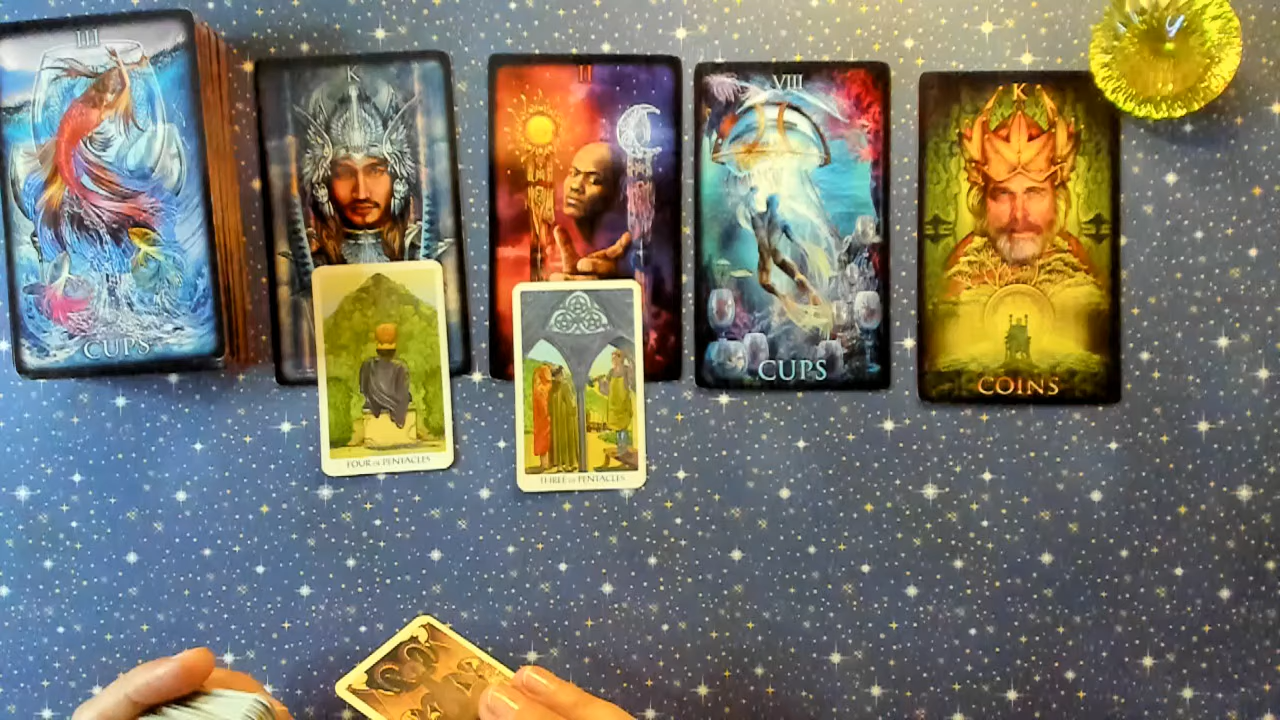 III
CUPS
K
II
VIII
CUPS
K
COINS
FOUR OF PENTACLES
THREE OF PENTACLES